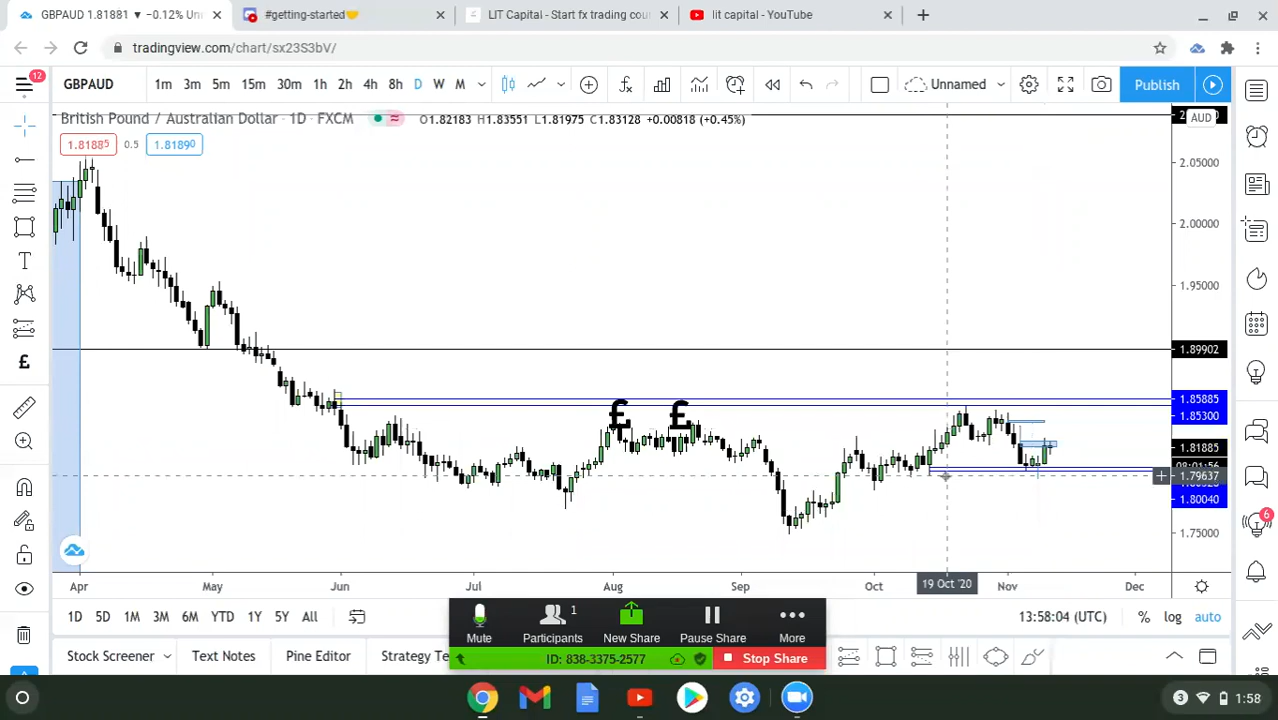 GBPAUD 1.81881 ▼ −0.12% Un
#getting-started
LIT Capital - Start fx trading cou
lit capital - YouTube
tradingview.com/chart/sx23S3bV/
12
GBPAUD
1m 3m 5m 15m 30m 1h 2h 4h 8h D W M
Unnamed
Publish
British Pound / Australian Dollar · 1D · FXCM
O1.82183 H1.83551 L1.81975 C1.83128 +0.00818 (+0.45%)
AUD
1.81885 0.5 1.81890
2.05000
2.00000
1.95000
1.89902
1.85885
1.85300
1.81885
1.79637
1.80040
1.75000
£ £
£
6
Apr May Jun Jul Aug Sep Oct 19 Oct '20 Nov Dec
1D 5D 1M 3M 6M YTD 1Y 5Y All
13:58:04 (UTC) % log auto
1
Mute Participants New Share Pause Share More
ID: 838-3375-2577 Stop Share
Stock Screener Text Notes Pine Editor Strategy Te
3 1:58